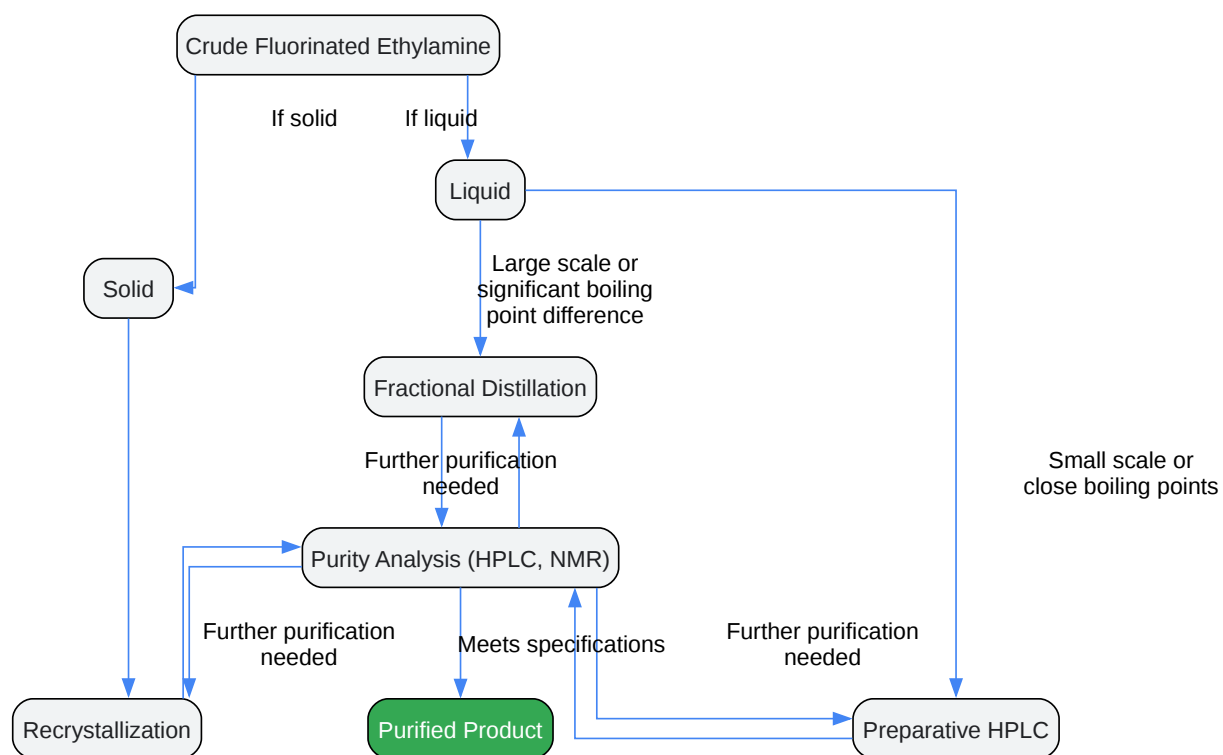 Crude Fluorinated Ethylamine
If solid
If liquid
Liquid
Large scale or
significant boiling
point difference
Solid
Fractional Distillation
Further purification
needed
Small scale or
close boiling points
Purity Analysis (HPLC, NMR)
Further purification
needed
Meets specifications
Further purification
needed
Recrystallization
Purified Product
Preparative HPLC